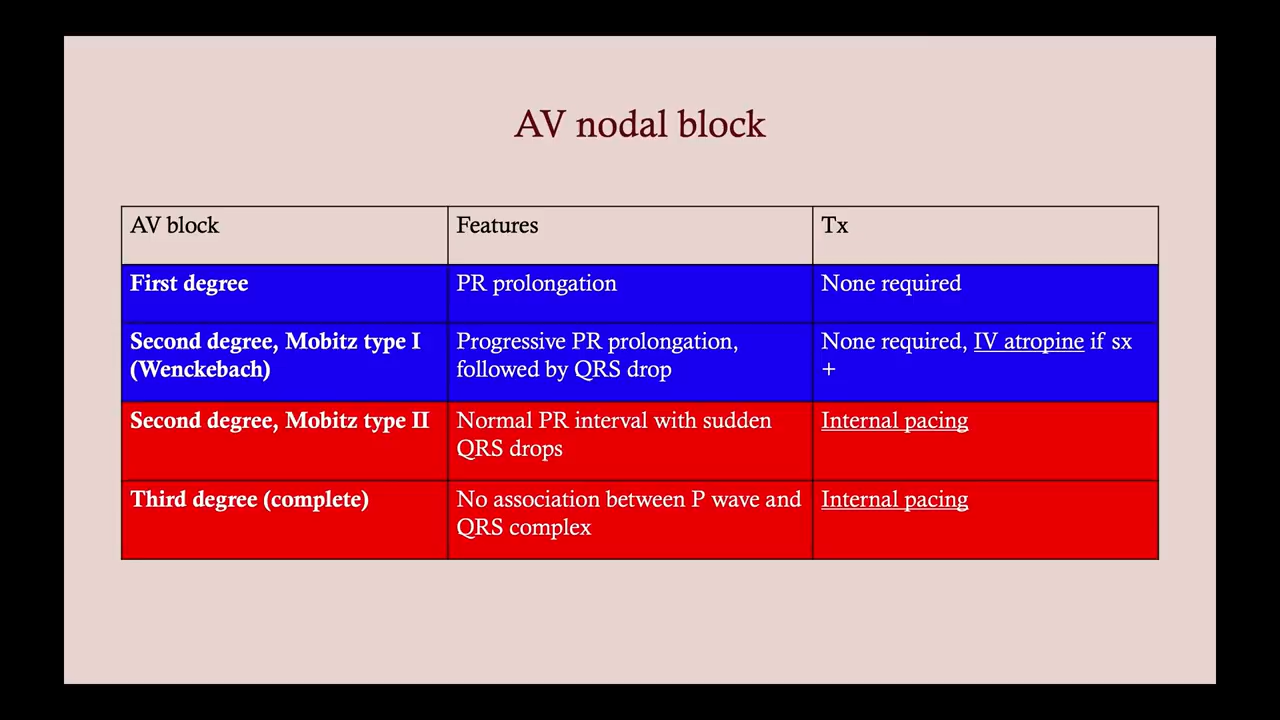 AV nodal block
AV block
Features
Tx
First degree
PR prolongation
None required
Second degree, Mobitz type I
(Wenckebach)
Progressive PR prolongation,
followed by QRS drop
None required, IV atropine if sx
+
Second degree, Mobitz type II
Normal PR interval with sudden
QRS drops
Internal pacing
Third degree (complete)
No association between P wave and
QRS complex
Internal pacing